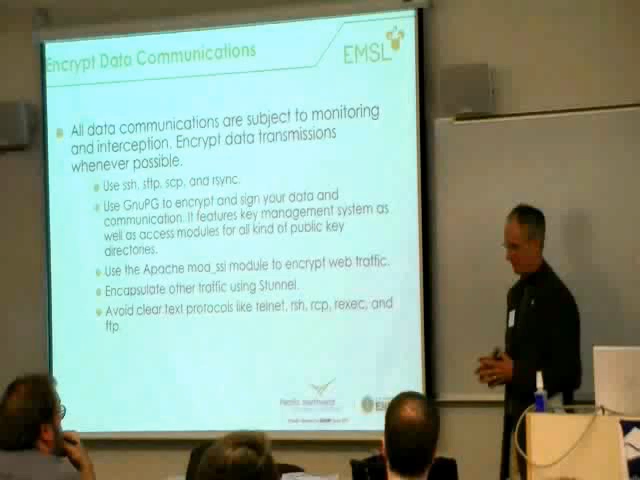 Encrypt Data Communications
EMSL
All data communications are subject to monitoring
and interception. Encrypt data transmissions
whenever possible.
Use ssh, sftp, scp, and rsync.
Use GnuPG to encrypt and sign your data and
communication. It features key management system as
well as access modules for all kind of public key
directories.
Use the Apache mod_ssl module to encrypt web traffic.
Encapsulate other traffic using Stunnel.
Avoid clear text protocols like telnet, rsh, rcp, rexec, and
ftp.
Pacific Northwest